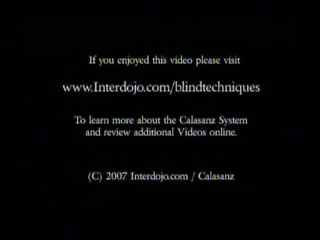 If you enjoyed this video please visit
www.Interdojo.com/blindtechniques
To learn more about the Calasanz System
and review additional Videos online.
(C) 2007 Interdojo.com / Calasanz